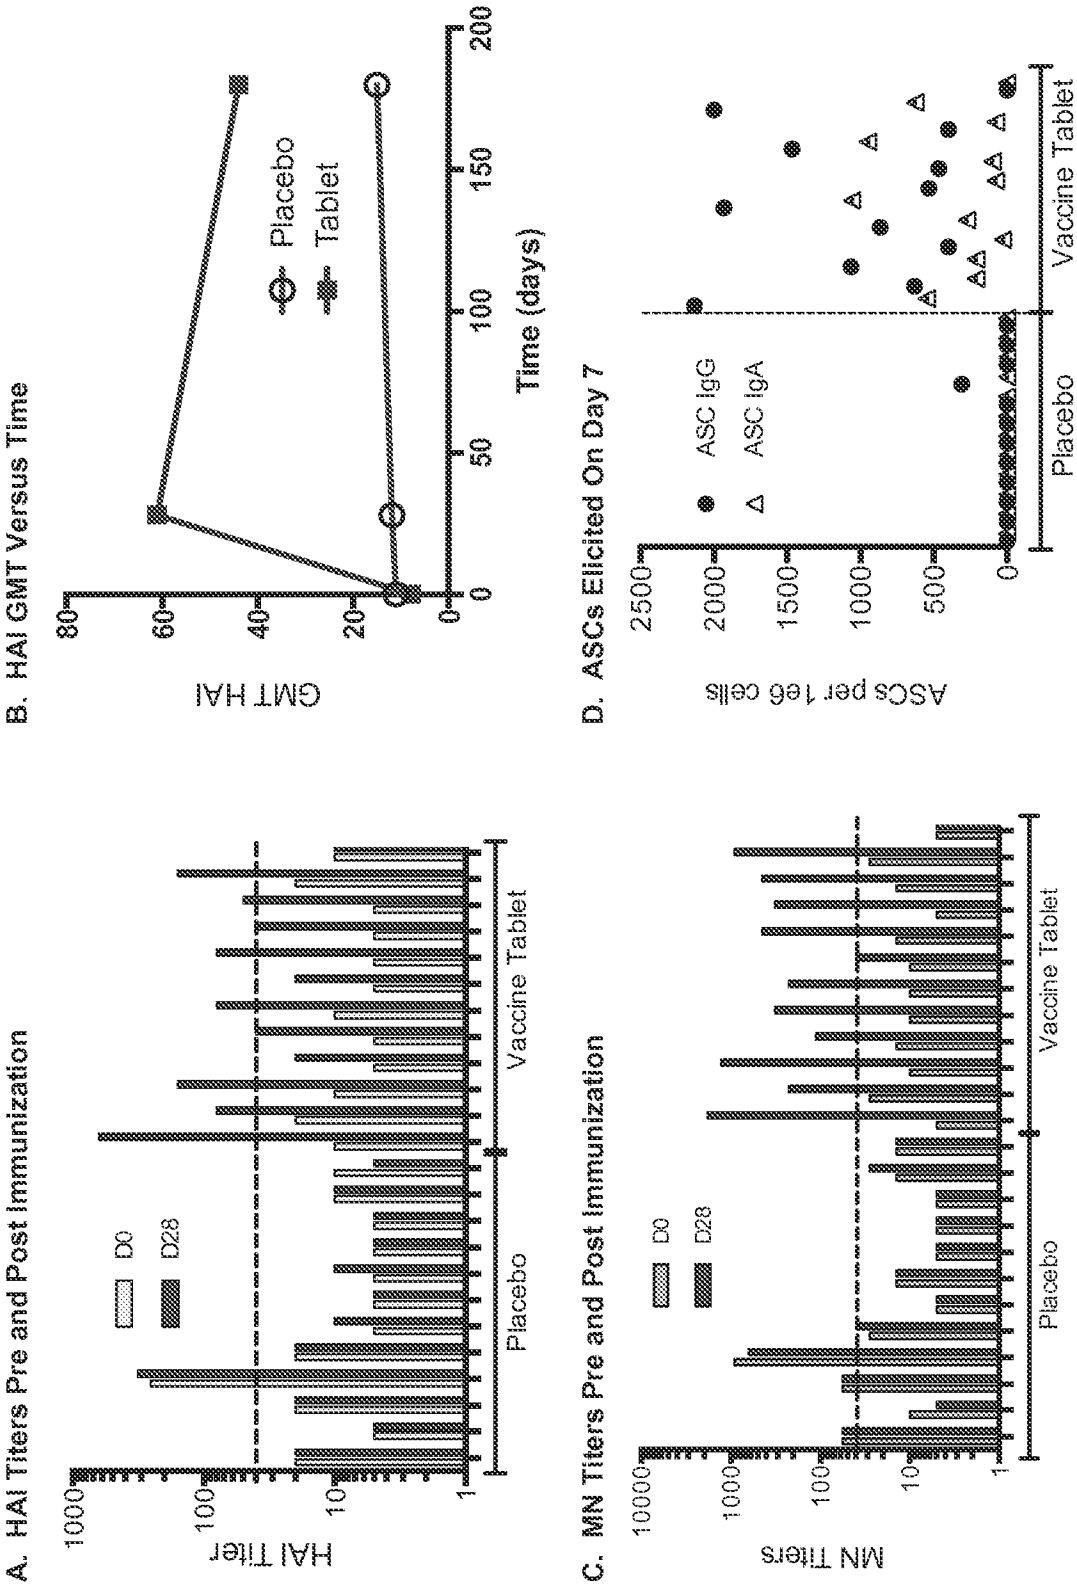 A. HAI Titers Pre and Post Immunization
HAI Titer
1000
100
10
1
D0
D28
Placebo
Vaccine Tablet
B. HAI GMT Versus Time
GMT HAI
80
60
40
20
0
0
50
100
150
200
Time (days)
Placebo
Tablet
C. MN Titers Pre and Post Immunization
MN Titers
10000
1000
100
10
1
D0
D28
Placebo
Vaccine Tablet
D. ASCs Elicited On Day 7
ASCs per 1e6 cells
2500
2000
1500
1000
500
0
ASC IgG
ASC IgA
Placebo
Vaccine Tablet